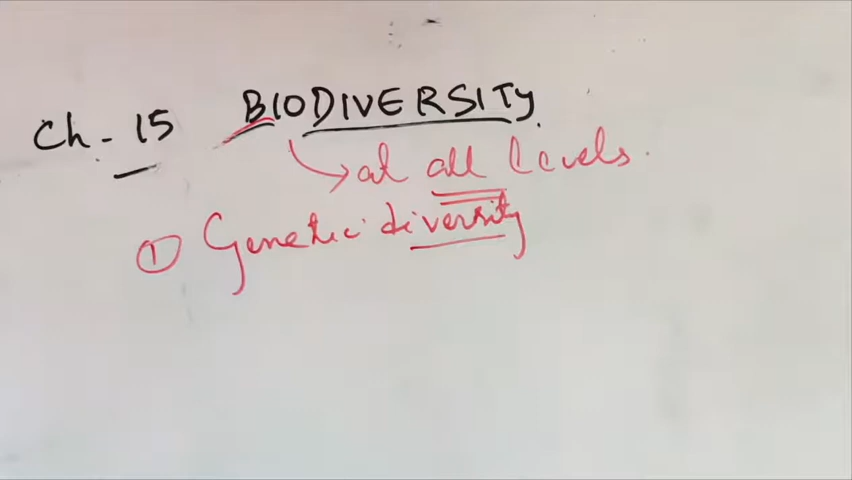 Ch - 15 BIODIVERSITY
→ at all levels
① Genetic diversity